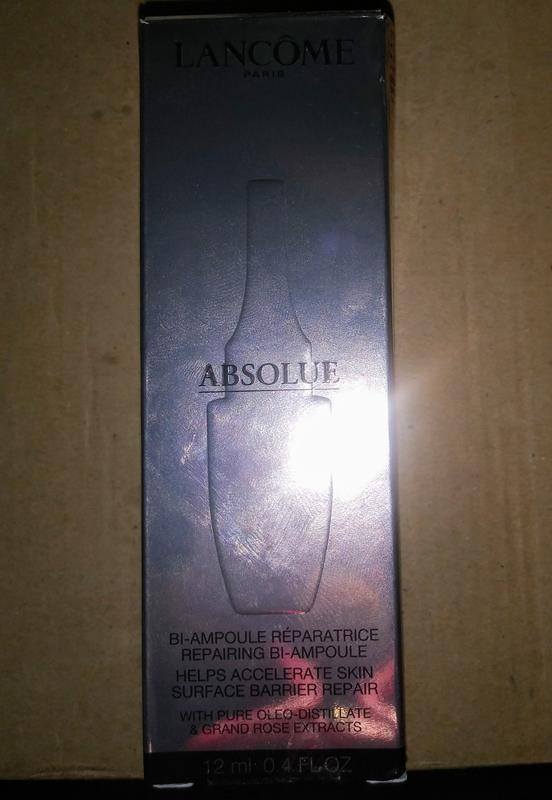 LANCÔME
PARIS
ABSOLUE
BI-AMPOULE RÉPARATRICE
REPAIRING BI-AMPOULE
HELPS ACCELERATE SKIN
SURFACE BARRIER REPAIR
WITH PURE OLEO-DISTILLATE
& GRAND ROSE EXTRACTS
12 ml· 0.4 FL·OZ